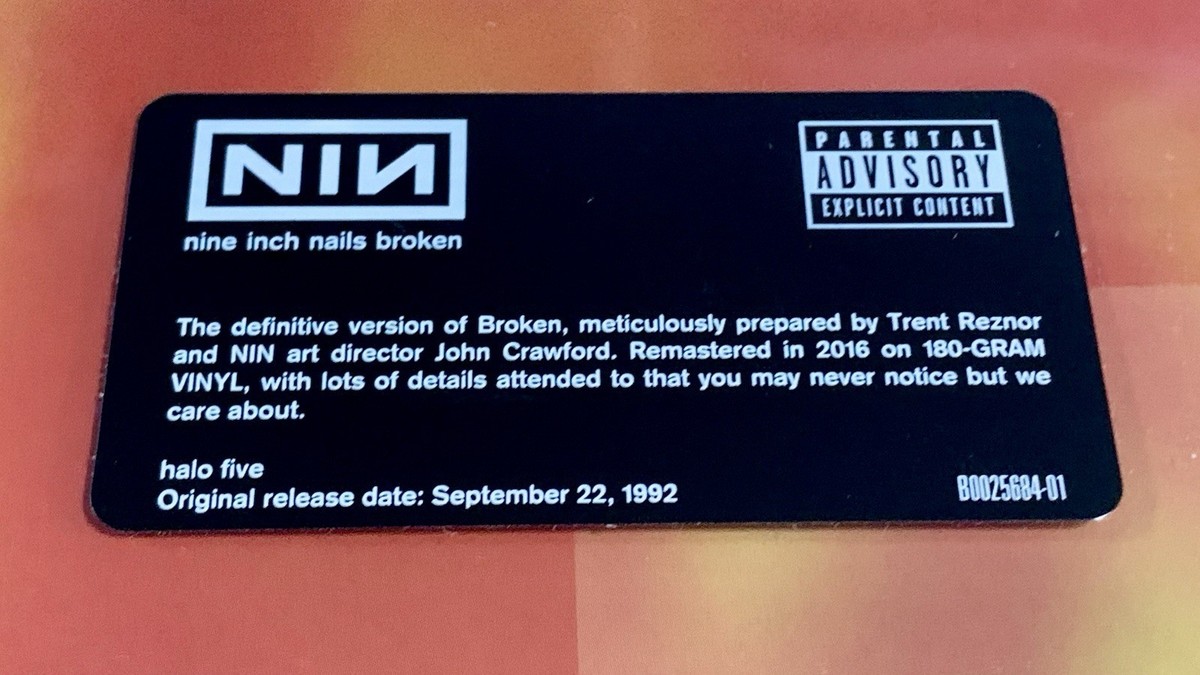 NIN
nine inch nails broken
PARENTAL
ADVISORY
EXPLICIT CONTENT
The definitive version of Broken, meticulously prepared by Trent Reznor
and NIN art director John Crawford. Remastered in 2016 on 180-GRAM
VINYL, with lots of details attended to that you may never notice but we
care about.
halo five
Original release date: September 22, 1992
B0025684-01